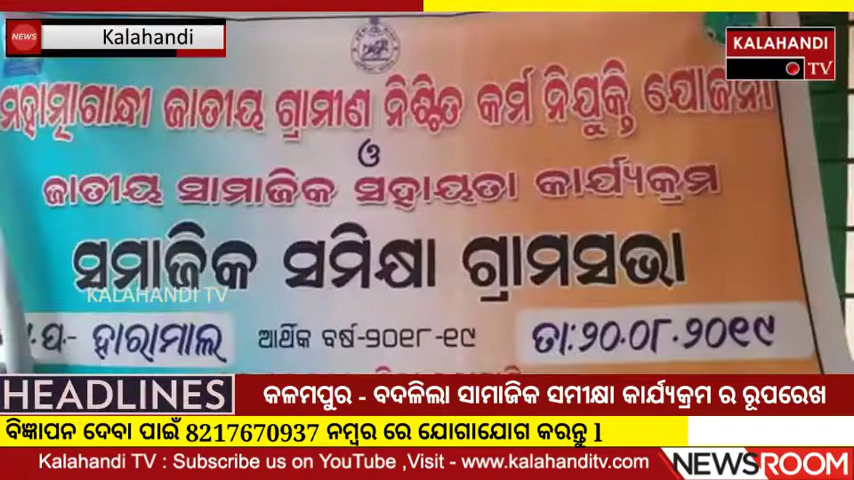 NEWS
Kalahandi
KALAHANDI
TV
ମହାତ୍ମାଗାନ୍ଧୀ ଜାତୀୟ ଗ୍ରାମୀଣ ନିଶ୍ଚିତ କର୍ମ ନିଯୁକ୍ତି ଯୋଜନା
ଓ
ଜାତୀୟ ସାମାଜିକ ସହାୟତା କାର୍ଯ୍ୟକ୍ରମ
ସମାଜିକ ସମିକ୍ଷା ଗ୍ରାମସଭା
KALAHANDI TV
ପ.- ହାରାମାଲ ଆର୍ଥିକ ବର୍ଷ-୨୦୧୮-୧୯ ତା:୨୦.୦୮.୨୦୧୯
HEADLINES
କଳମପୁର - ବଦଳିଲା ସାମାଜିକ ସମୀକ୍ଷା କାର୍ଯ୍ୟକ୍ରମ ର ରୂପରେଖ
ବିଜ୍ଞାପନ ଦେବା ପାଇଁ 8217670937 ନମ୍ବର ରେ ଯୋଗାଯୋଗ କରନ୍ତୁ l
Kalahandi TV : Subscribe us on YouTube ,Visit - www.kalahanditv.com
NEWSROOM